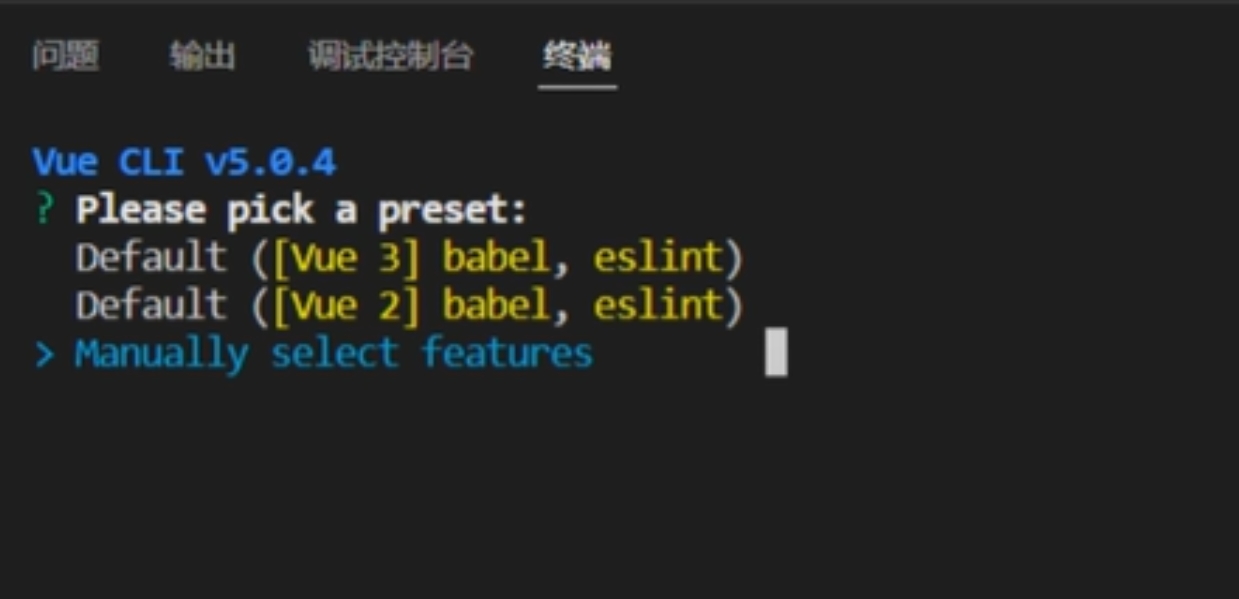 问题 输出 调试控制台 终端
Vue CLI v5.0.4
? Please pick a preset:
Default ([Vue 3] babel, eslint)
Default ([Vue 2] babel, eslint)
> Manually select features